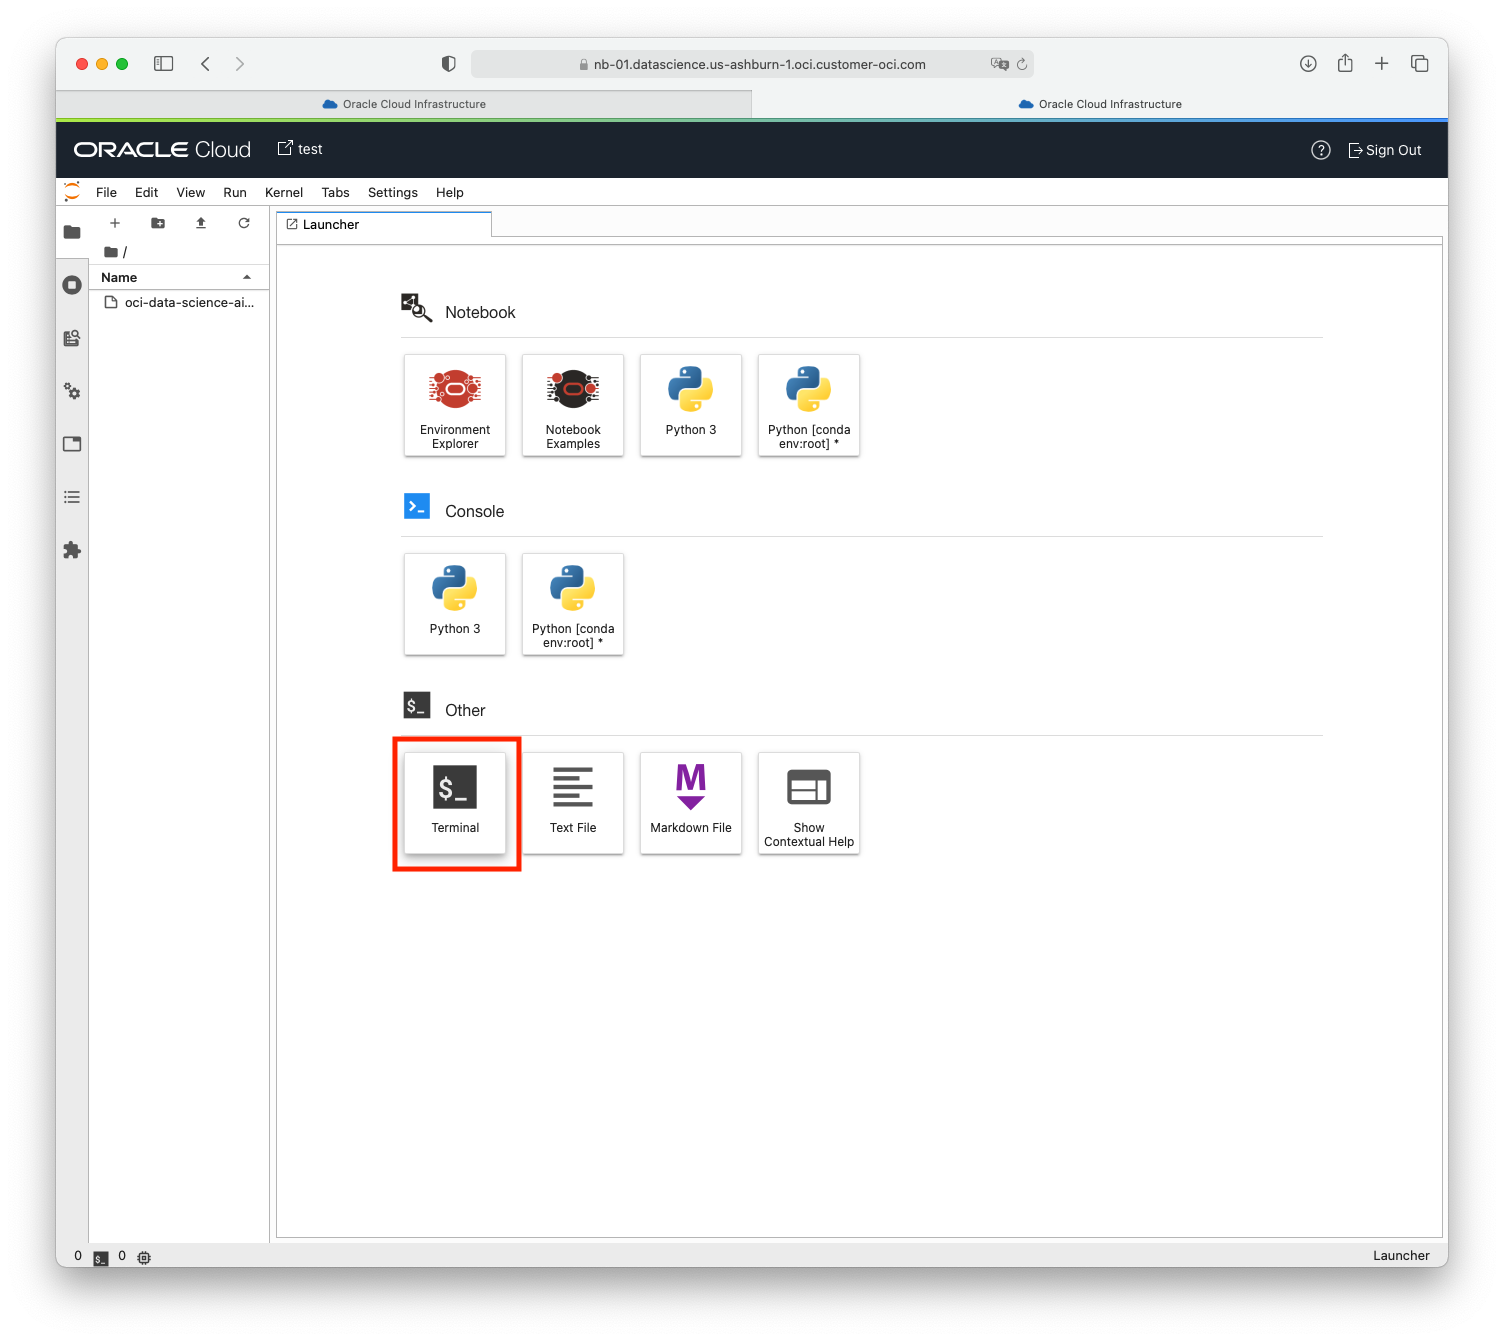 nb-01.datascience.us-ashburn-1.oci.customer-oci.com
Oracle Cloud Infrastructure
Oracle Cloud Infrastructure
ORACLE Cloud
test
Sign Out
File Edit View Run Kernel Tabs Settings Help
Launcher
/
Name
oci-data-science-ai...
Notebook
Environment
Explorer
Notebook
Examples
Python 3
Python [conda
env:root] *
Console
Python 3
Python [conda
env:root] *
$_
Other
$_
Terminal
Text File
M
Markdown File
Show
Contextual Help
0 $_ 0
Launcher